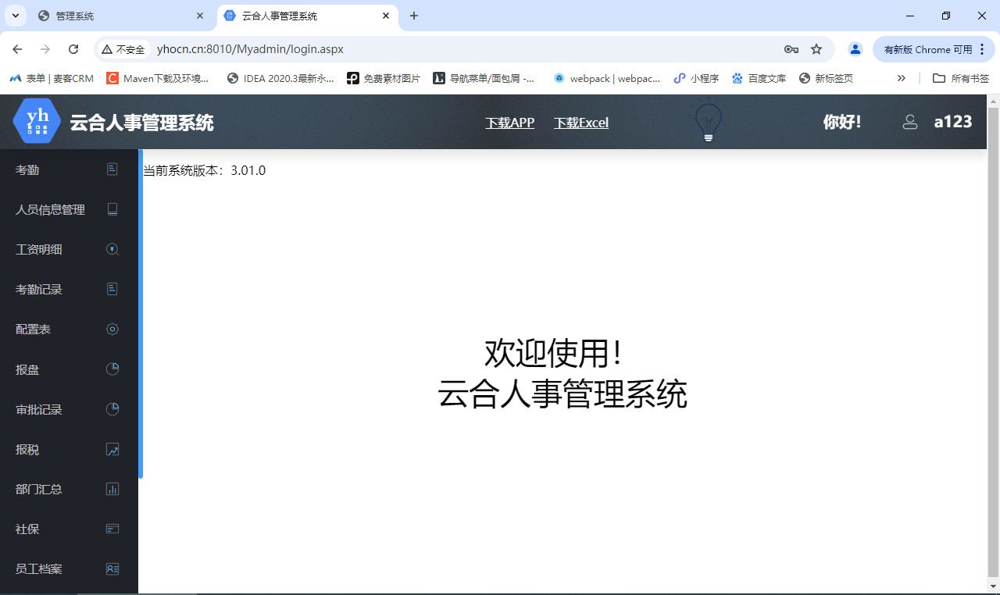 管理系统
云合人事管理系统
不安全
yhocn.cn:8010/Myadmin/login.aspx
有新版 Chrome 可用
表单 | 麦客CRM
Maven下载及环境...
IDEA 2020.3最新永...
免费素材图片
导航菜单/面包屑 -...
webpack | webpac...
小程序
百度文库
新标签页
所有书签
yh
云合人事管理系统
下载APP
下载Excel
你好！
a123
考勤
人员信息管理
工资明细
考勤记录
配置表
报盘
审批记录
报税
部门汇总
社保
员工档案
当前系统版本：3.01.0
欢迎使用！
云合人事管理系统